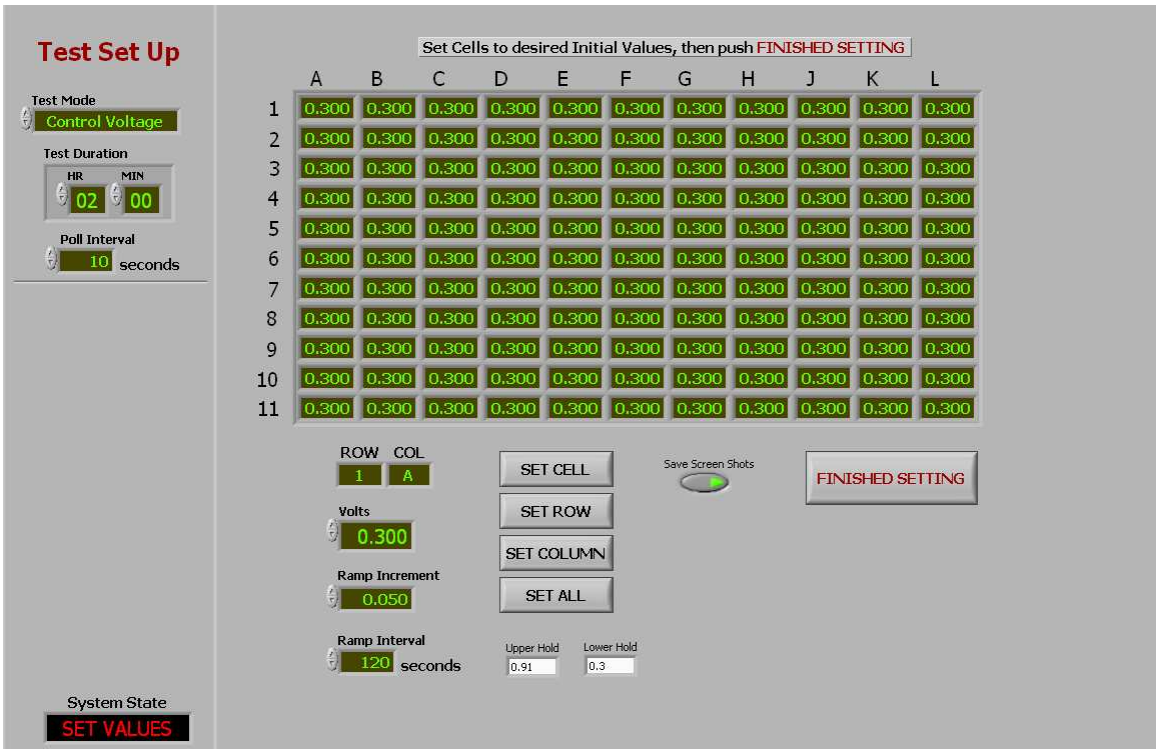 Test Set Up
Test Mode
Control Voltage
Test Duration
HR MIN
02 00
Poll Interval
10 seconds
System State
SET VALUES
Set Cells to desired Initial Values, then push FINISHED SETTING
A B C D E F G H J K L
1 0.300 0.300 0.300 0.300 0.300 0.300 0.300 0.300 0.300 0.300 0.300
2 0.300 0.300 0.300 0.300 0.300 0.300 0.300 0.300 0.300 0.300 0.300
3 0.300 0.300 0.300 0.300 0.300 0.300 0.300 0.300 0.300 0.300 0.300
4 0.300 0.300 0.300 0.300 0.300 0.300 0.300 0.300 0.300 0.300 0.300
5 0.300 0.300 0.300 0.300 0.300 0.300 0.300 0.300 0.300 0.300 0.300
6 0.300 0.300 0.300 0.300 0.300 0.300 0.300 0.300 0.300 0.300 0.300
7 0.300 0.300 0.300 0.300 0.300 0.300 0.300 0.300 0.300 0.300 0.300
8 0.300 0.300 0.300 0.300 0.300 0.300 0.300 0.300 0.300 0.300 0.300
9 0.300 0.300 0.300 0.300 0.300 0.300 0.300 0.300 0.300 0.300 0.300
10 0.300 0.300 0.300 0.300 0.300 0.300 0.300 0.300 0.300 0.300 0.300
11 0.300 0.300 0.300 0.300 0.300 0.300 0.300 0.300 0.300 0.300 0.300
ROW COL
1 A
Volts
0.300
Ramp Increment
0.050
Ramp Interval
120 seconds
SET CELL
SET ROW
SET COLUMN
SET ALL
Upper Hold Lower Hold
0.91 0.3
Save Screen Shots
FINISHED SETTING